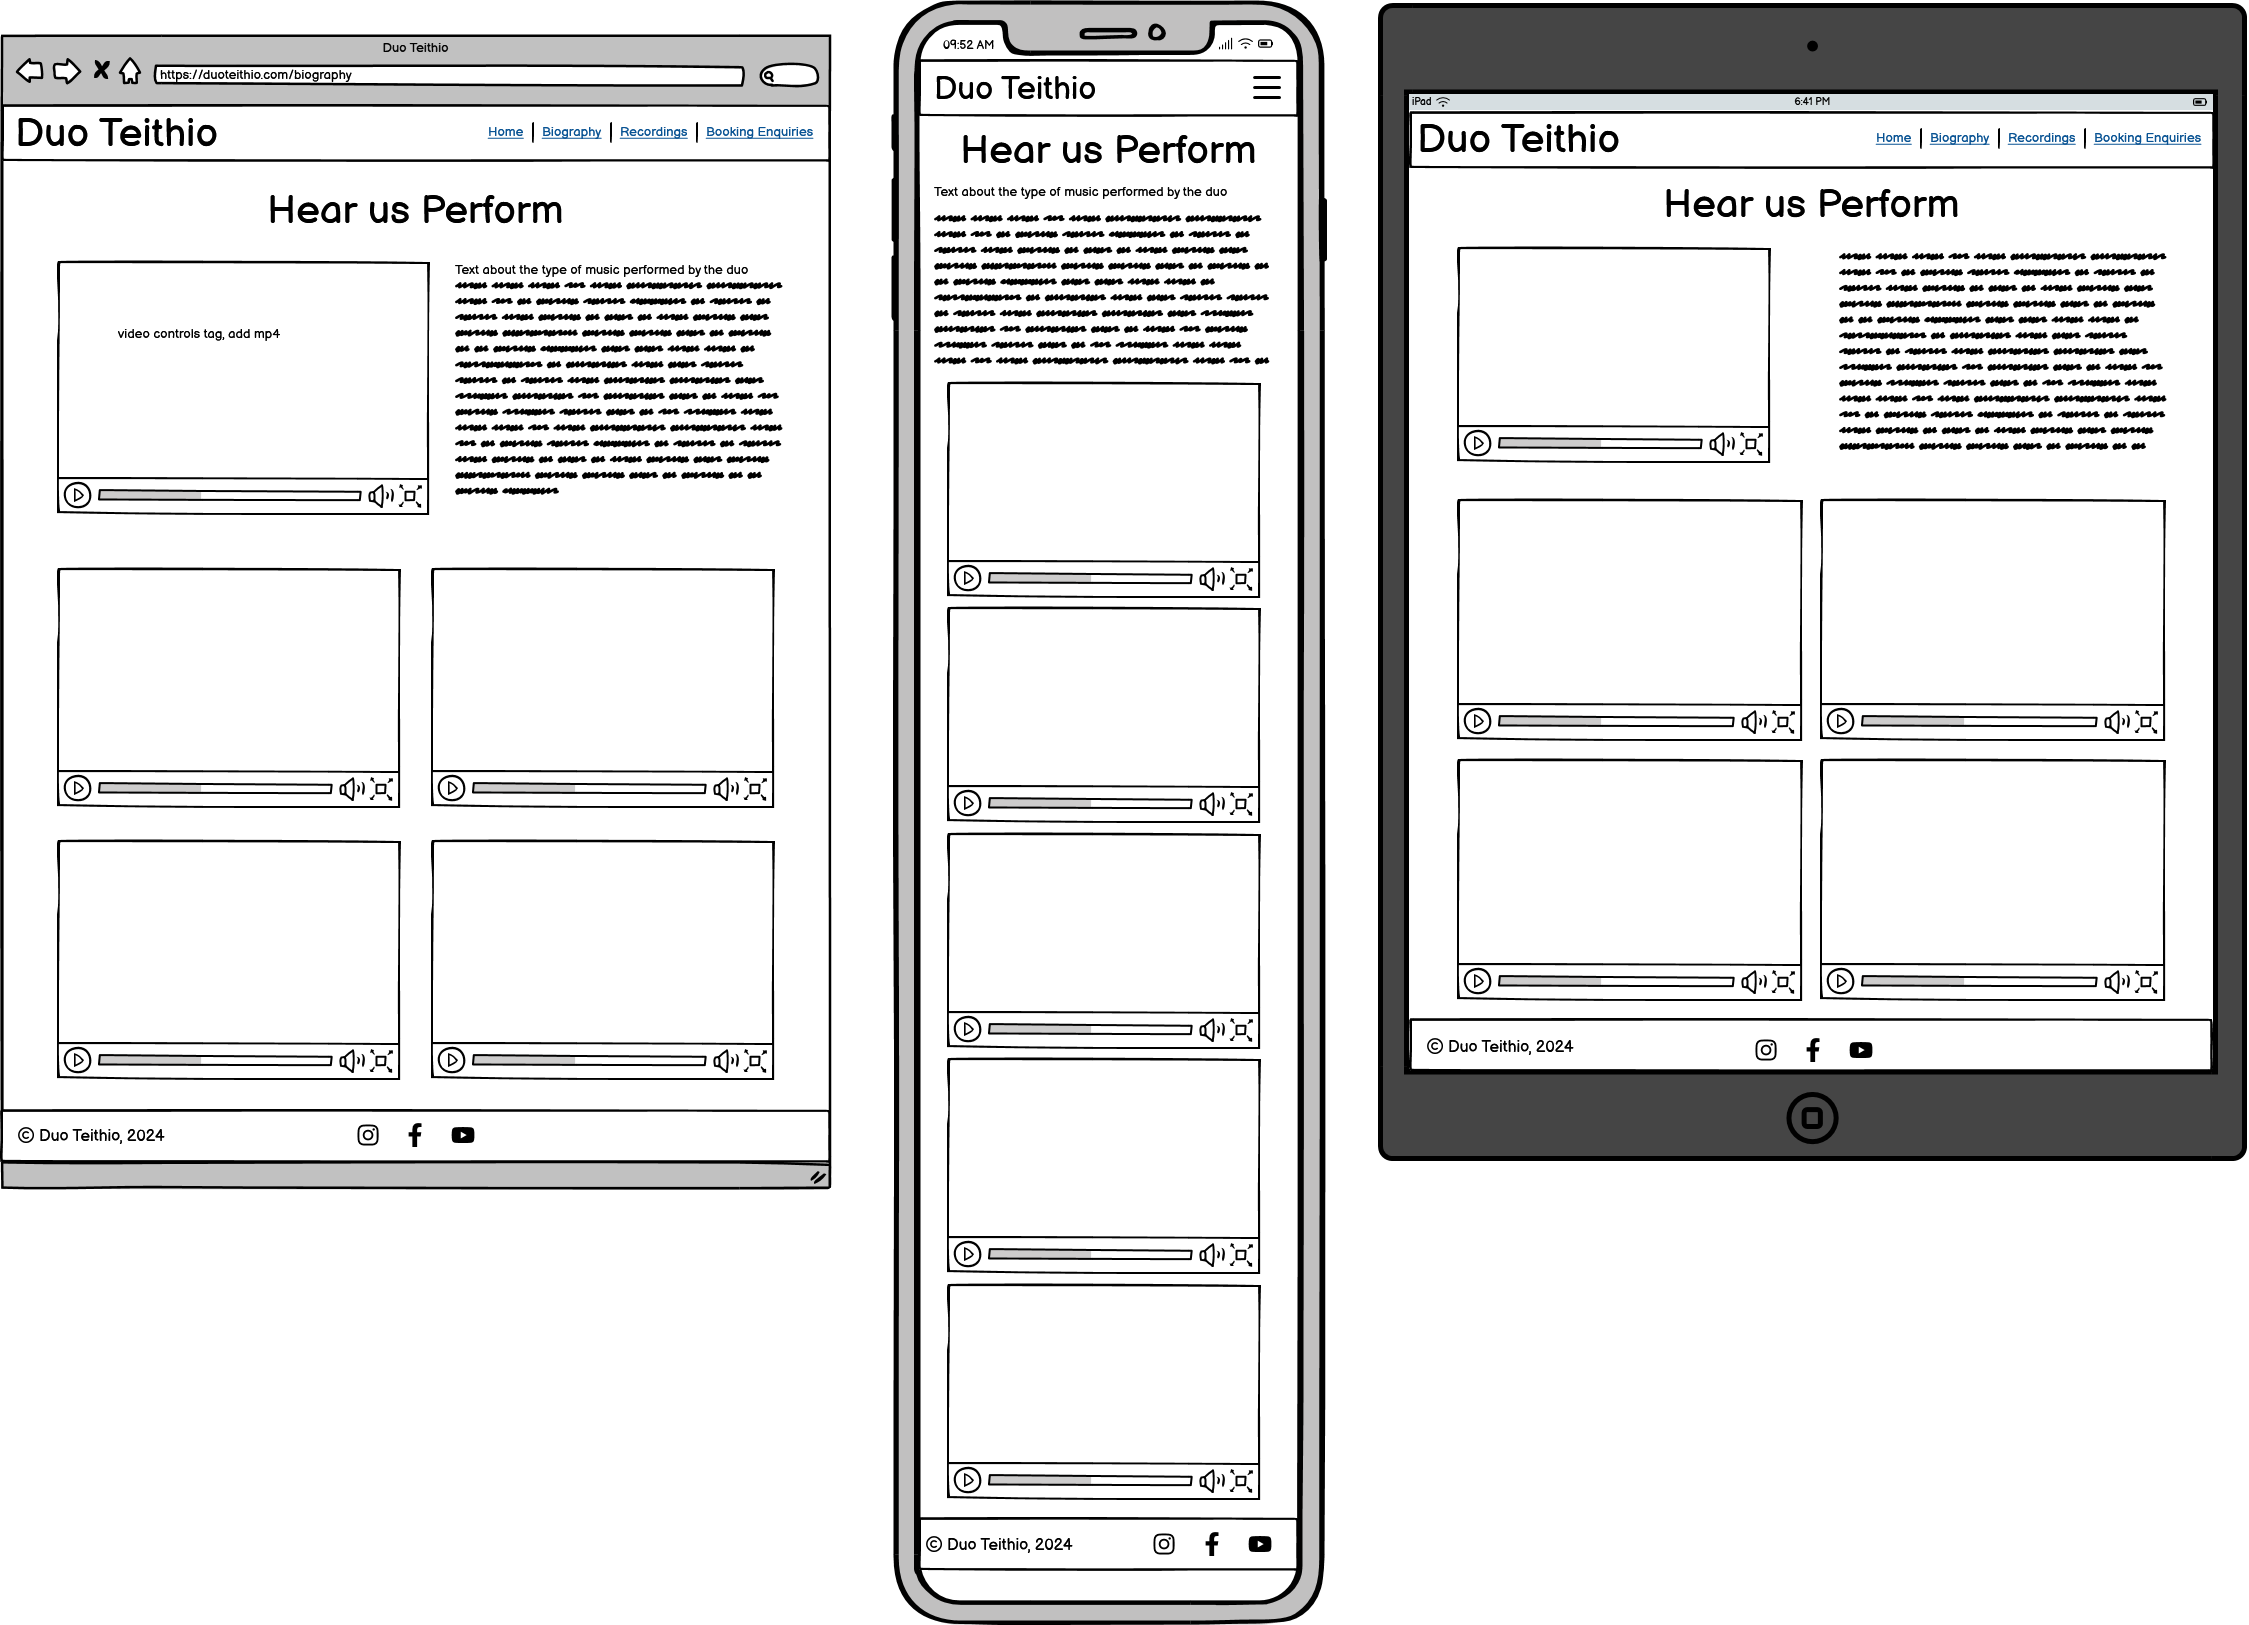 Duo Teithio
https://duoteithio.com/biography
Duo Teithio
Home | Biography | Recordings | Booking Enquiries
Hear us Perform
video controls tag, add mp4
Text about the type of music performed by the duo
© Duo Teithio, 2024
09:52 AM
Duo Teithio
Hear us Perform
Text about the type of music performed by the duo
© Duo Teithio, 2024
iPad 6:41 PM
Duo Teithio
Home | Biography | Recordings | Booking Enquiries
Hear us Perform
© Duo Teithio, 2024